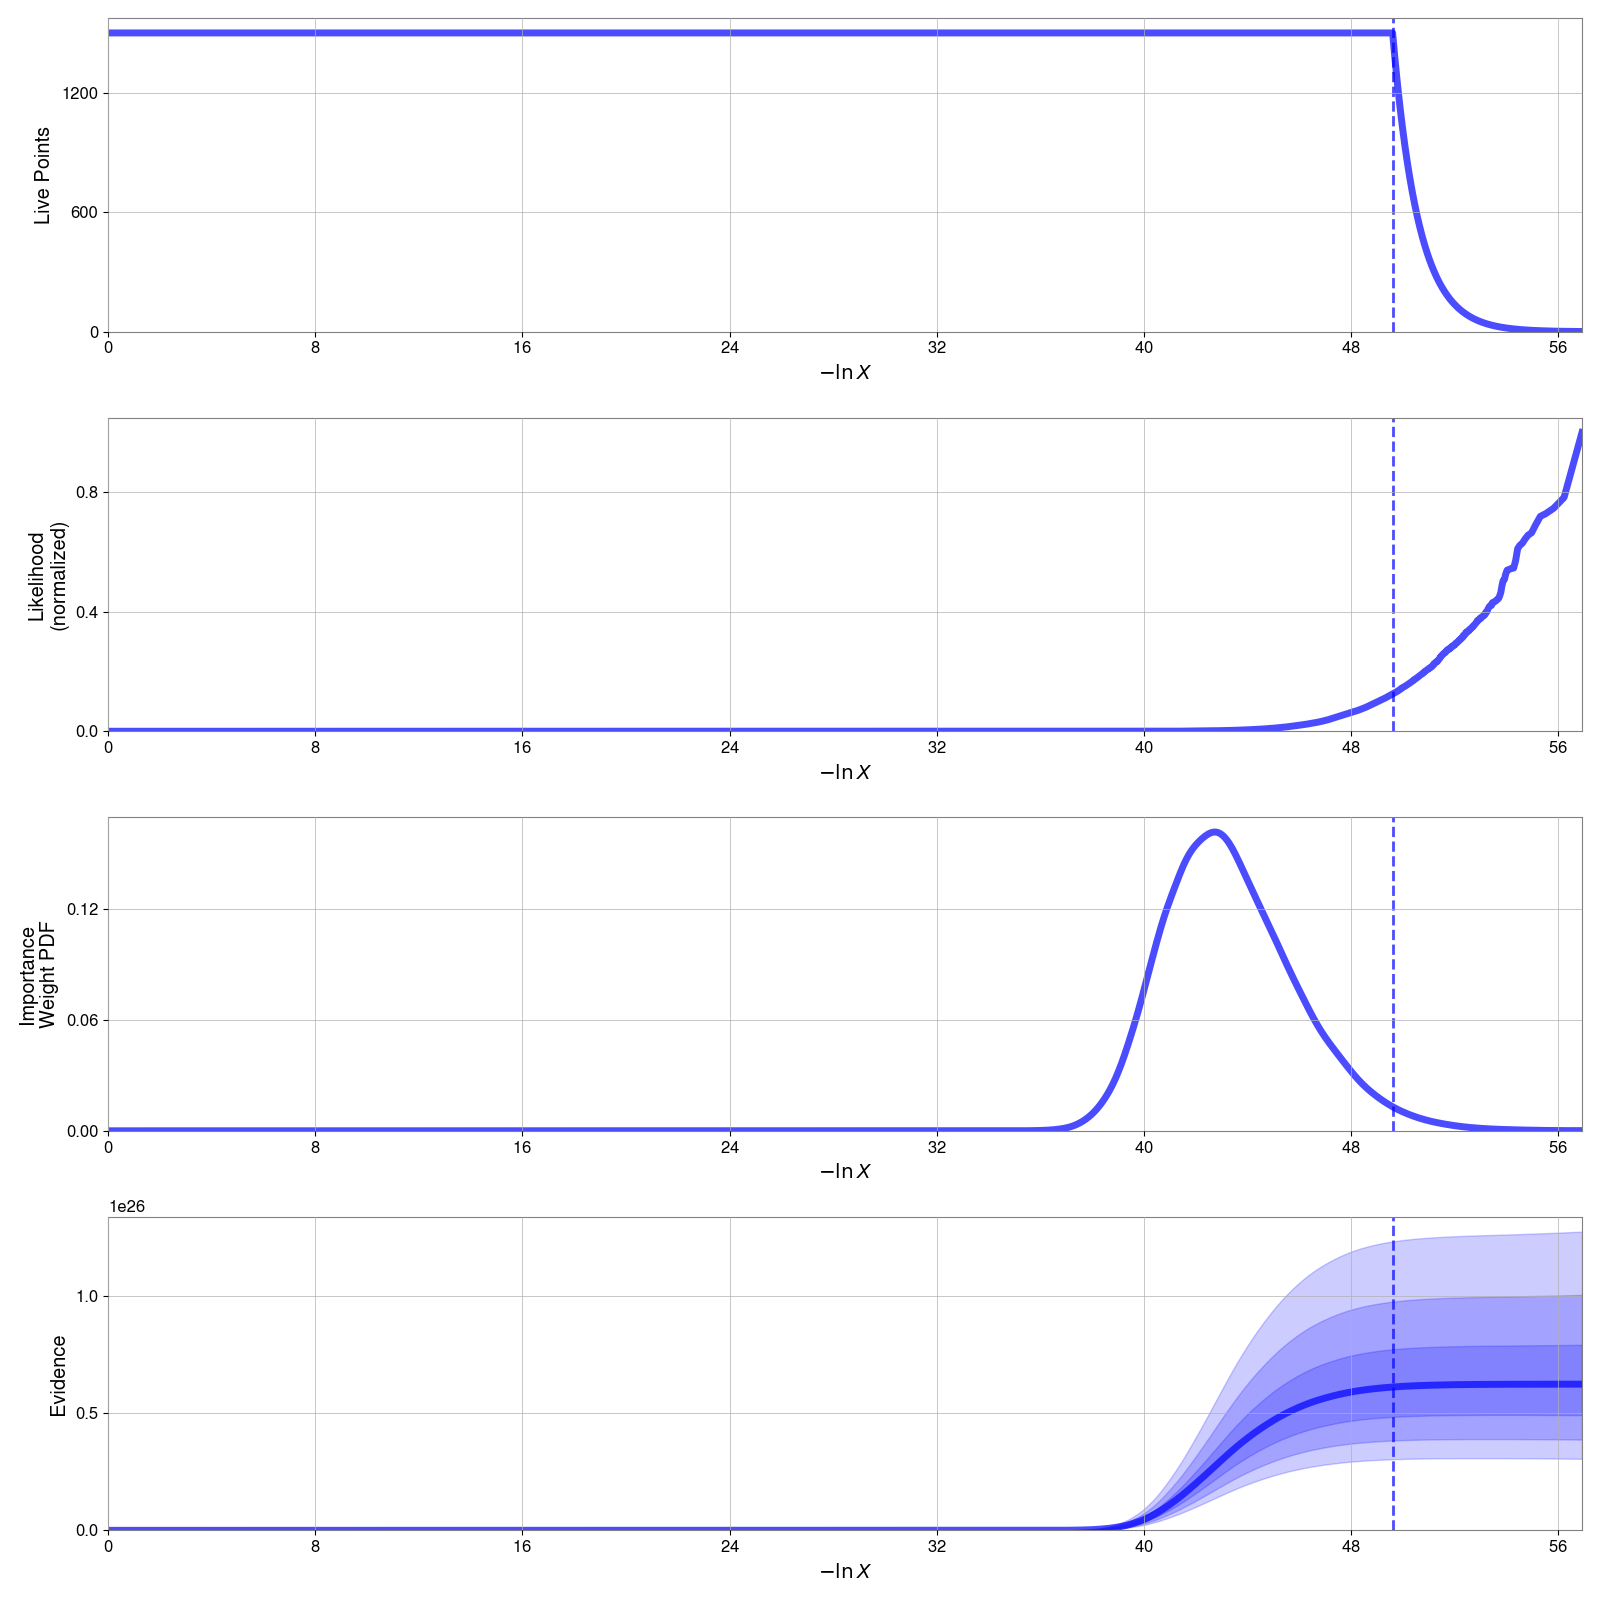 1200
600
0
Live Points
0 8 16 24 32 40 48 56
−ln X
0.8
0.4
0.0
Likelihood
(normalized)
0 8 16 24 32 40 48 56
−ln X
0.12
0.06
0.00
Importance
Weight PDF
0 8 16 24 32 40 48 56
−ln X
1e26
1.0
0.5
0.0
Evidence
0 8 16 24 32 40 48 56
−ln X